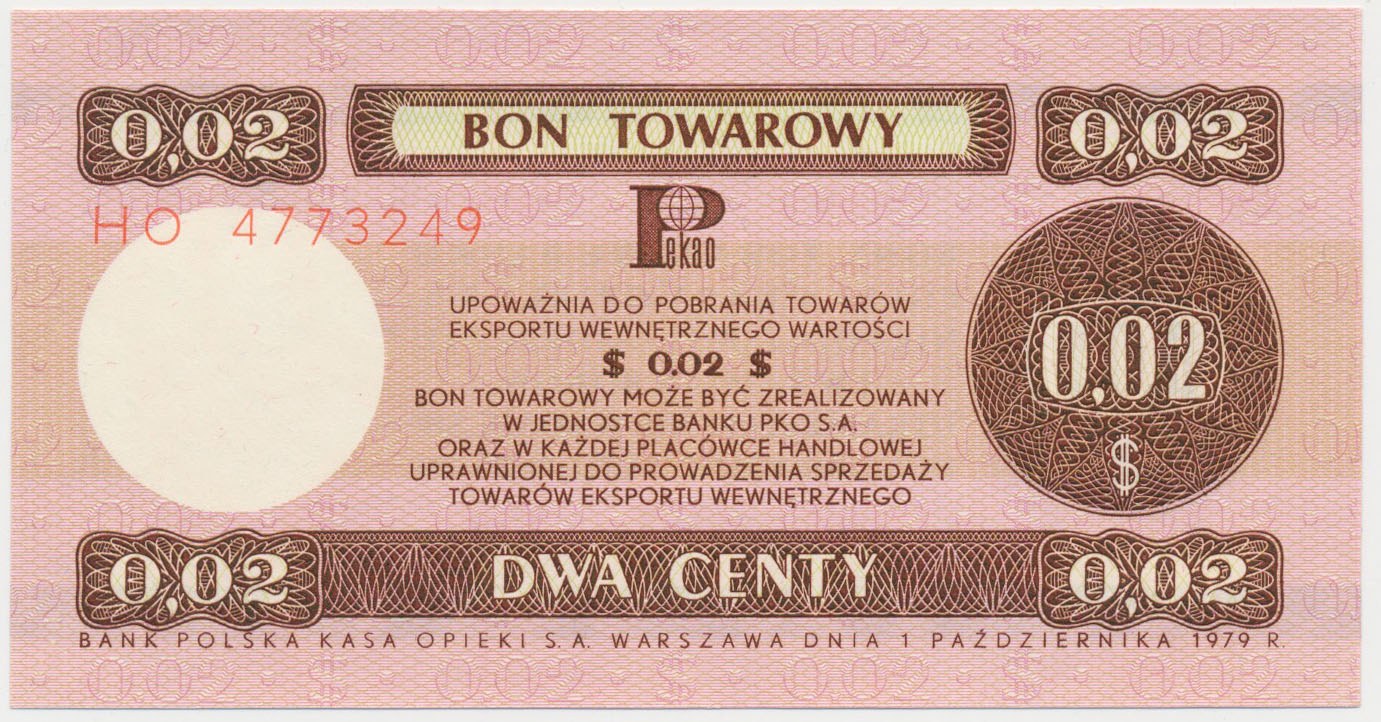 0,02 BON TOWAROWY 0,02
HO 4773249
Pekao
UPOWAŻNIA DO POBRANIA TOWARÓW
EKSPORTU WEWNĘTRZNEGO WARTOŚCI
$ 0.02 $
BON TOWAROWY MOŻE BYĆ ZREALIZOWANY
W JEDNOSTCE BANKU PKO S.A.
ORAZ W KAŻDEJ PLACÓWCE HANDLOWEJ
UPRAWNIONEJ DO PROWADZENIA SPRZEDAŻY
TOWARÓW EKSPORTU WEWNĘTRZNEGO
0,02
$
0,02 DWA CENTY 0,02
BANK POLSKA KASA OPIEKI S.A. WARSZAWA DNIA 1 PAŹDZIERNIKA 1979 R.